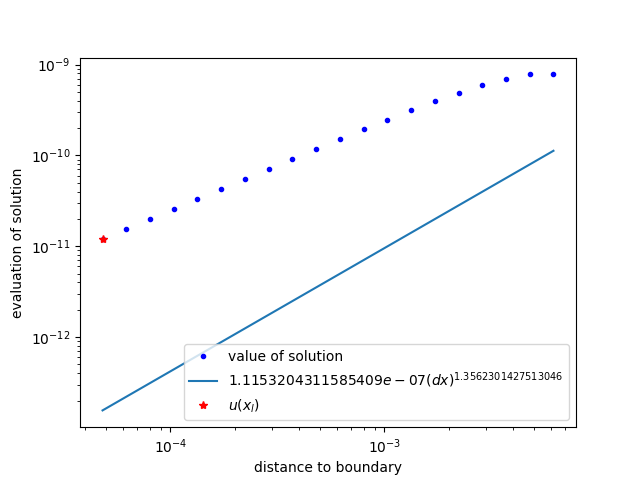 10⁻⁹
10⁻¹⁰
10⁻¹¹
10⁻¹²
evaluation of solution
value of solution
1.1153204311585409e − 07(dx)^1.3562301427513046
u(xₗ)
10⁻⁴
10⁻³
distance to boundary